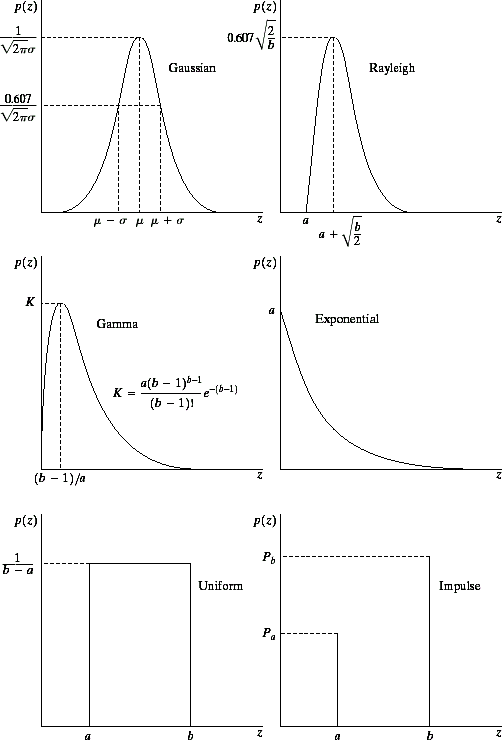 p(z)
1/√2πσ
0.607/√2πσ
Gaussian
μ − σ μ μ + σ z
p(z)
0.607√2/b
Rayleigh
a z
a + √b/2
p(z)
K
Gamma
K = a(b − 1)^b−1/(b − 1)! e^−(b−1)
(b − 1)/a z
p(z)
a
Exponential
z
p(z)
1/b − a
Uniform
a b z
p(z)
P_b
Impulse
P_a
a b z